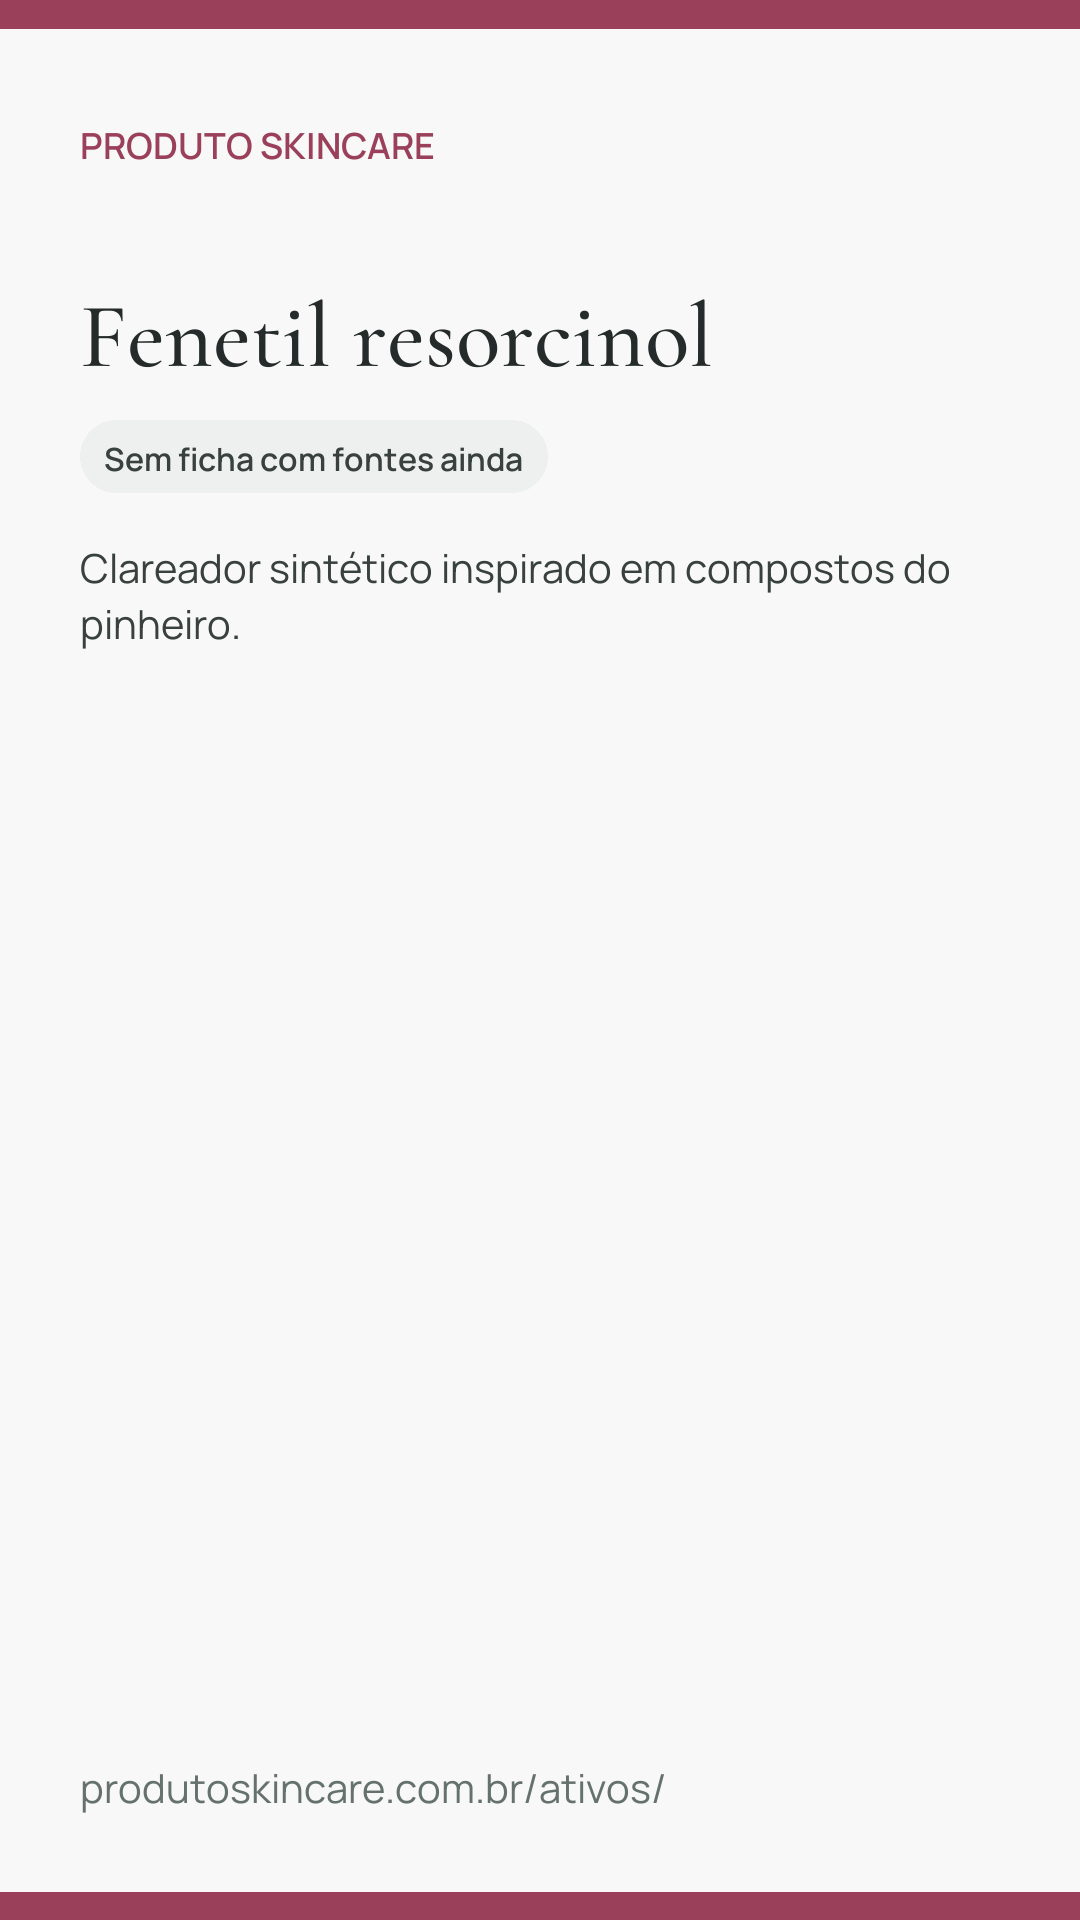 PRODUTO SKINCARE
Fenetil resorcinol
Sem ficha com fontes ainda
Clareador sintético inspirado em compostos do
pinheiro.
produtoskincare.com.br/ativos/